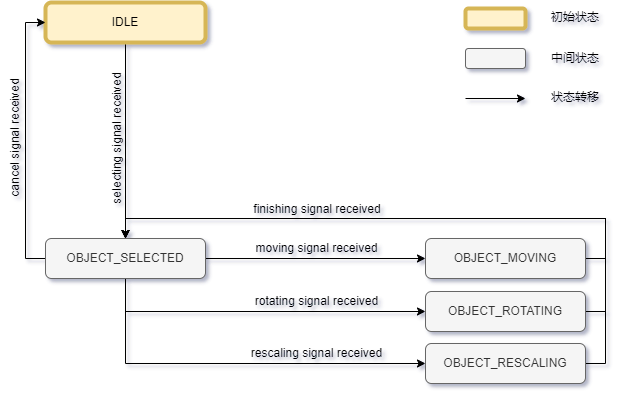 IDLE
初始状态
中间状态
状态转移
cancel signal received
selecting signal received
finishing signal received
OBJECT_SELECTED
moving signal received
OBJECT_MOVING
rotating signal received
OBJECT_ROTATING
rescaling signal received
OBJECT_RESCALING